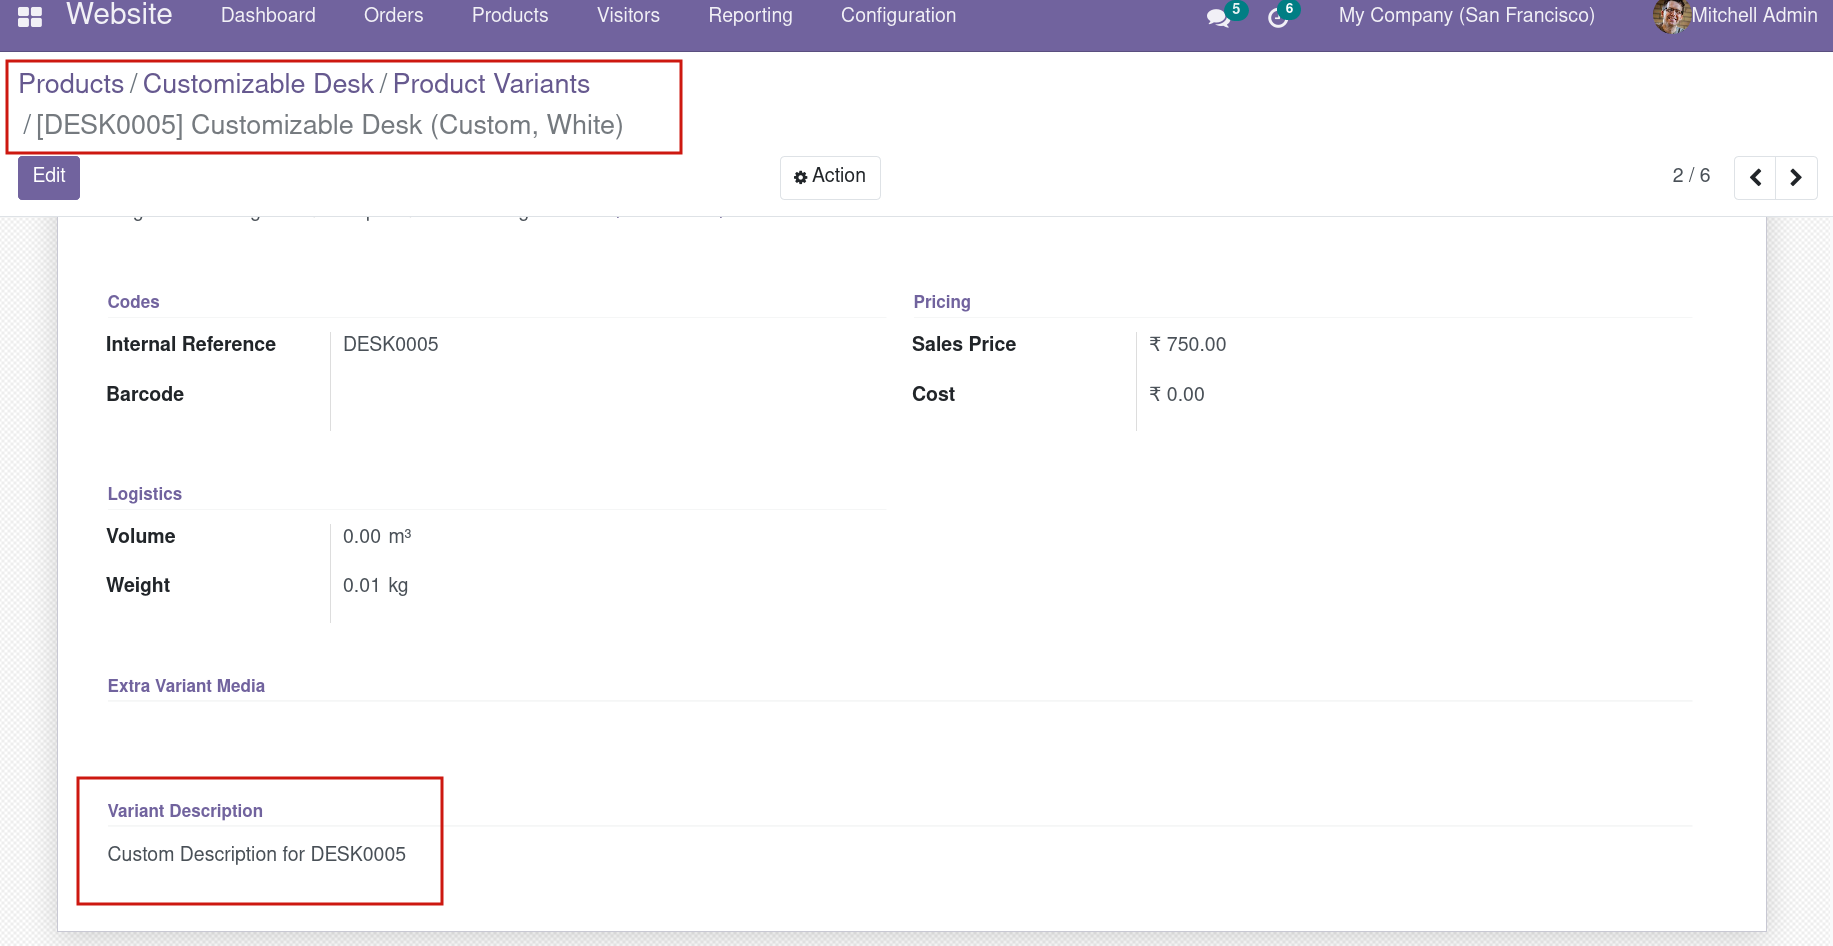 Website Dashboard Orders Products Visitors Reporting Configuration 5 6 My Company (San Francisco) Mitchell Admin
Products / Customizable Desk / Product Variants
/ [DESK0005] Customizable Desk (Custom, White)
Edit Action 2 / 6
Codes Pricing
Internal Reference DESK0005 Sales Price ₹ 750.00
Barcode Cost ₹ 0.00
Logistics
Volume 0.00 m³
Weight 0.01 kg
Extra Variant Media
Variant Description
Custom Description for DESK0005